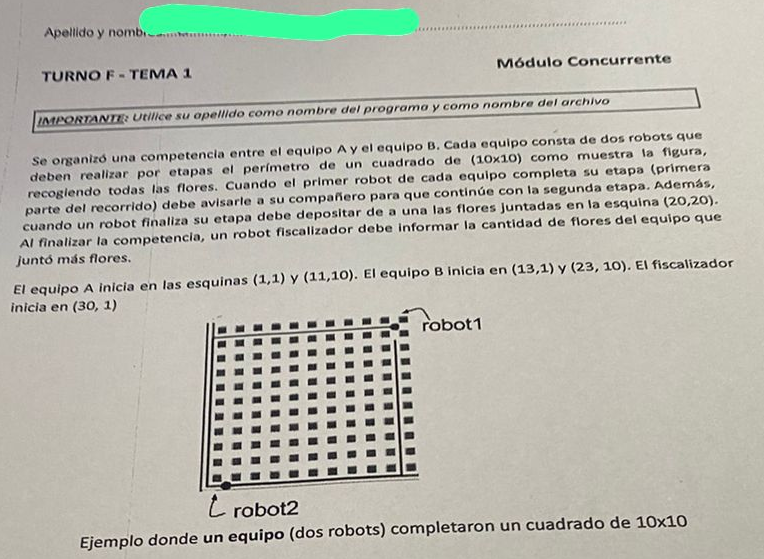 Apellido y nombre
TURNO F - TEMA 1
Módulo Concurrente
IMPORTANTE: Utilice su apellido como nombre del programa y como nombre del archivo
Se organizó una competencia entre el equipo A y el equipo B. Cada equipo consta de dos robots que
deben realizar por etapas el perímetro de un cuadrado de (10x10) como muestra la figura,
recogiendo todas las flores. Cuando el primer robot de cada equipo completa su etapa (primera
parte del recorrido) debe avisarle a su compañero para que continúe con la segunda etapa. Además,
cuando un robot finaliza su etapa debe depositar de a una las flores juntadas en la esquina (20,20).
Al finalizar la competencia, un robot fiscalizador debe informar la cantidad de flores del equipo que
juntó más flores.
El equipo A inicia en las esquinas (1,1) y (11,10). El equipo B inicia en (13,1) y (23, 10). El fiscalizador
inicia en (30, 1)
robot1
robot2
Ejemplo donde un equipo (dos robots) completaron un cuadrado de 10x10